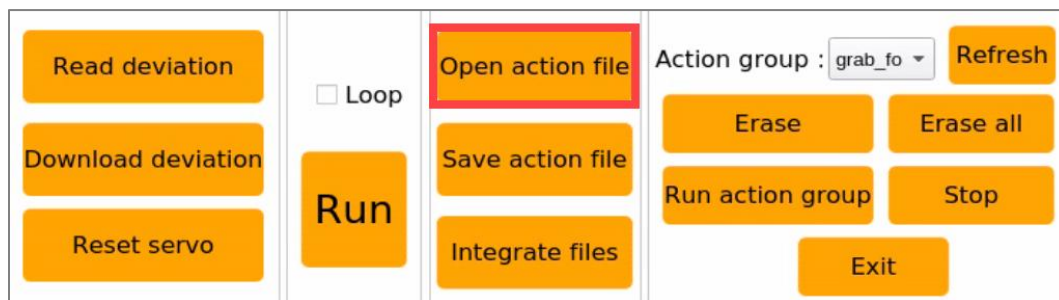 Read deviation
Download deviation
Reset servo
Loop
Run
Open action file
Save action file
Integrate files
Action group : grab_fo
Refresh
Erase
Erase all
Run action group
Stop
Exit